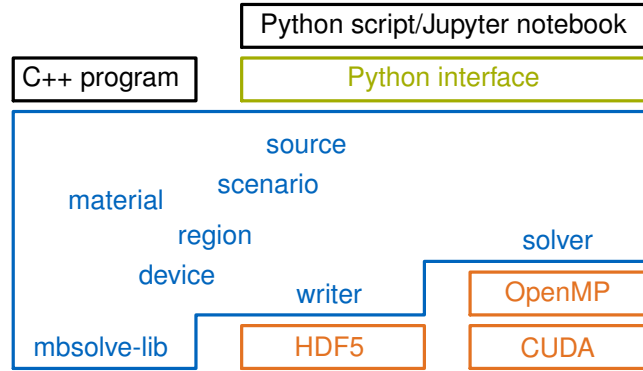 Python script/Jupyter notebook
C++ program
Python interface
source
scenario
material
region
solver
device
writer
OpenMP
mbsolve-lib
HDF5
CUDA